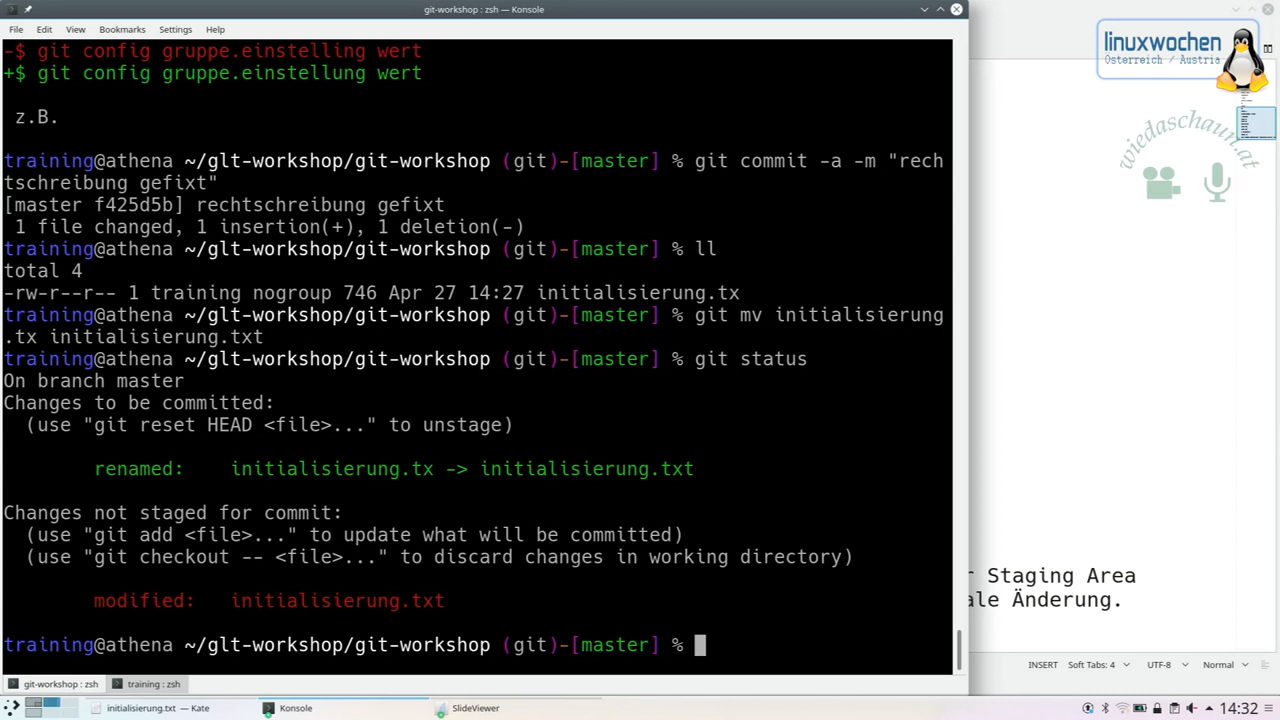 git-workshop : zsh — Konsole
File Edit View Bookmarks Settings Help
-$ git config gruppe.einstelling wert
+$ git config gruppe.einstellung wert
z.B.
training@athena ~/glt-workshop/git-workshop (git)-[master] % git commit -a -m "rech
tschreibung gefixt"
[master f425d5b] rechtschreibung gefixt
1 file changed, 1 insertion(+), 1 deletion(-)
training@athena ~/glt-workshop/git-workshop (git)-[master] % ll
total 4
-rw-r--r-- 1 training nogroup 746 Apr 27 14:27 initialisierung.tx
training@athena ~/glt-workshop/git-workshop (git)-[master] % git mv initialisierung
.tx initialisierung.txt
training@athena ~/glt-workshop/git-workshop (git)-[master] % git status
On branch master
Changes to be committed:
(use "git reset HEAD <file>..." to unstage)
renamed: initialisierung.tx -> initialisierung.txt
Changes not staged for commit:
(use "git add <file>..." to update what will be committed)
(use "git checkout -- <file>..." to discard changes in working directory)
modified: initialisierung.txt
training@athena ~/glt-workshop/git-workshop (git)-[master] %
git-workshop : zsh training : zsh
linuxwochen
Österreich / Austria
wiedaschaun.at
r Staging Area
ale Änderung.
INSERT Soft Tabs: 4 UTF-8 Normal
initialisierung.txt — Kate Konsole SlideViewer 14:32